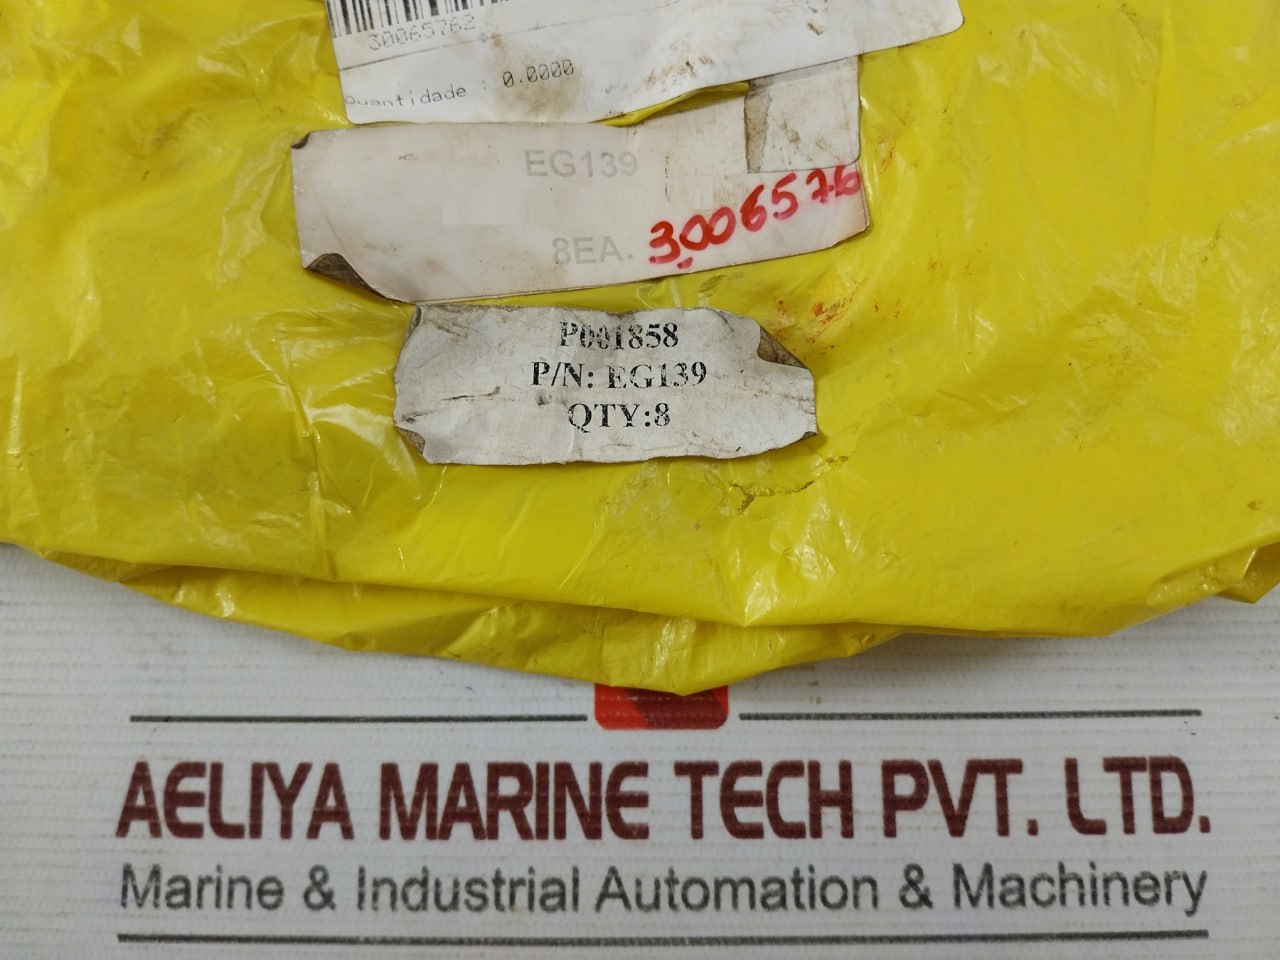 30065762
Quantidade : 0.0000
EG139
8EA.
3006576
P001858
P/N: EG139
QTY:8
AELIYA MARINE TECH PVT. LTD.
Marine & Industrial Automation & Machinery